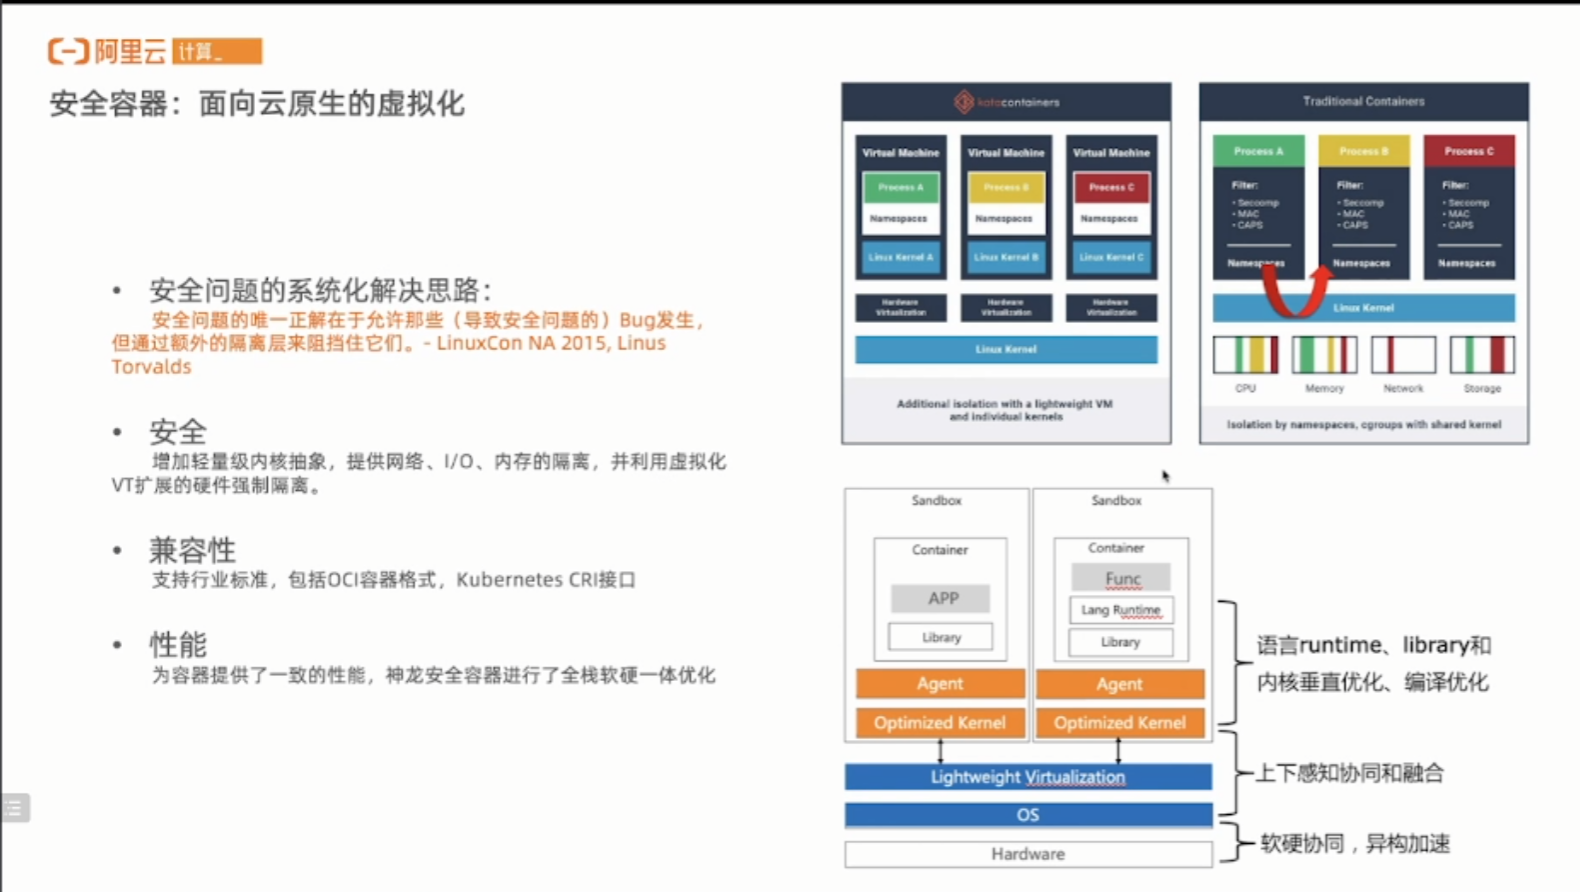 阿里云 计算_
安全容器：面向云原生的虚拟化
• 安全问题的系统化解决思路：
安全问题的唯一正解在于允许那些（导致安全问题的）Bug发生，
但通过额外的隔离层来阻挡住它们。- LinuxCon NA 2015, Linus
Torvalds
• 安全
增加轻量级内核抽象，提供网络、I/O、内存的隔离，并利用虚拟化
VT扩展的硬件强制隔离。
• 兼容性
支持行业标准，包括OCI容器格式，Kubernetes CRI接口
• 性能
为容器提供了一致的性能，神龙安全容器进行了全栈软硬一体优化
katacontainers
Virtual Machine Virtual Machine Virtual Machine
Process A Process B Process C
Namespaces Namespaces Namespaces
Linux Kernel A Linux Kernel B Linux Kernel C
Hardware Hardware Hardware
Virtualization Virtualization Virtualization
Linux Kernel
Additional isolation with a lightweight VM
and individual kernels
Traditional Containers
Process A Process B Process C
Filter: Filter: Filter:
• Seccomp • Seccomp • Seccomp
• MAC • MAC • MAC
• CAPS • CAPS • CAPS
Namespaces Namespaces Namespaces
Linux Kernel
CPU Memory Network Storage
Isolation by namespaces, cgroups with shared kernel
Sandbox Sandbox
Container Container
APP Func
Lang Runtime
Library Library
Agent Agent
Optimized Kernel Optimized Kernel
Lightweight Virtualization
OS
Hardware
语言runtime、library和
内核垂直优化、编译优化
上下感知协同和融合
软硬协同，异构加速